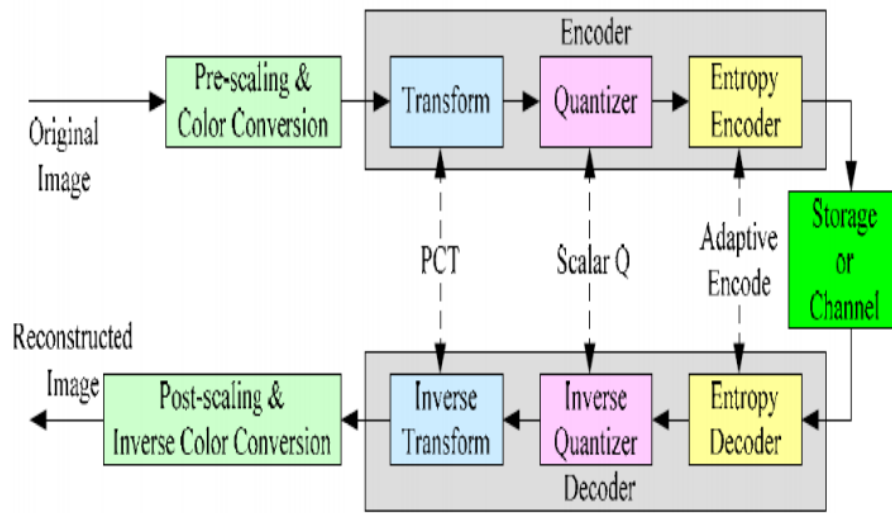 Encoder
Pre-scaling &
Color Conversion
Transform
Quantizer
Entropy
Encoder
Original
Image
Storage
or
Channel
PCT
Scalar Q
Adaptive
Encode
Reconstructed
Image
Post-scaling &
Inverse Color Conversion
Inverse
Transform
Inverse
Quantizer
Entropy
Decoder
Decoder